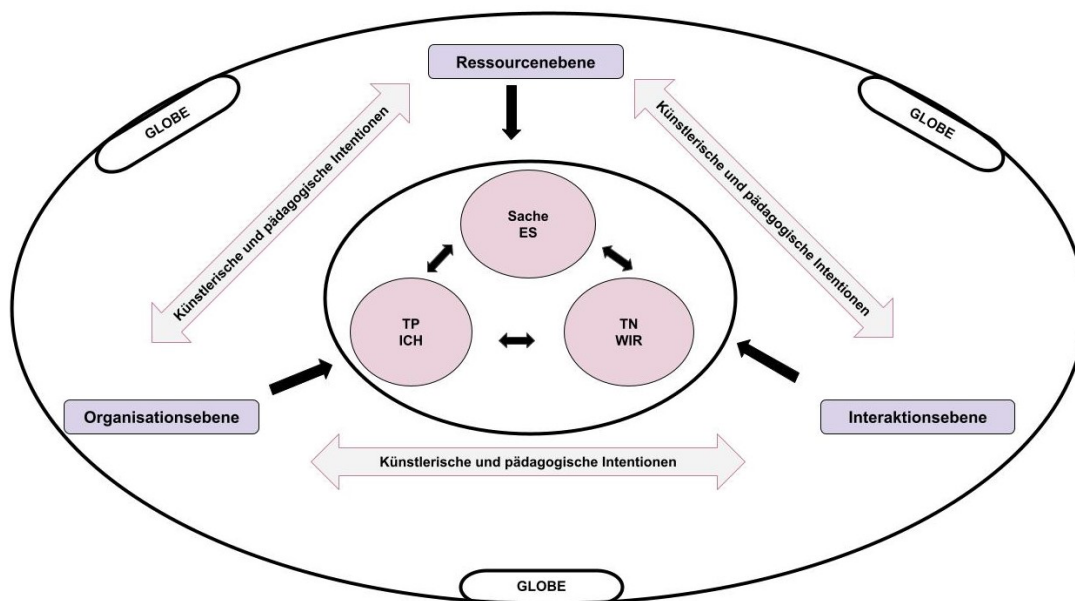 Ressourcenebene
GLOBE
GLOBE
Künstlerische und pädagogische Intentionen
Künstlerische und pädagogische Intentionen
Sache
ES
TP
ICH
TN
WIR
Organisationsebene
Interaktionsebene
Künstlerische und pädagogische Intentionen
GLOBE